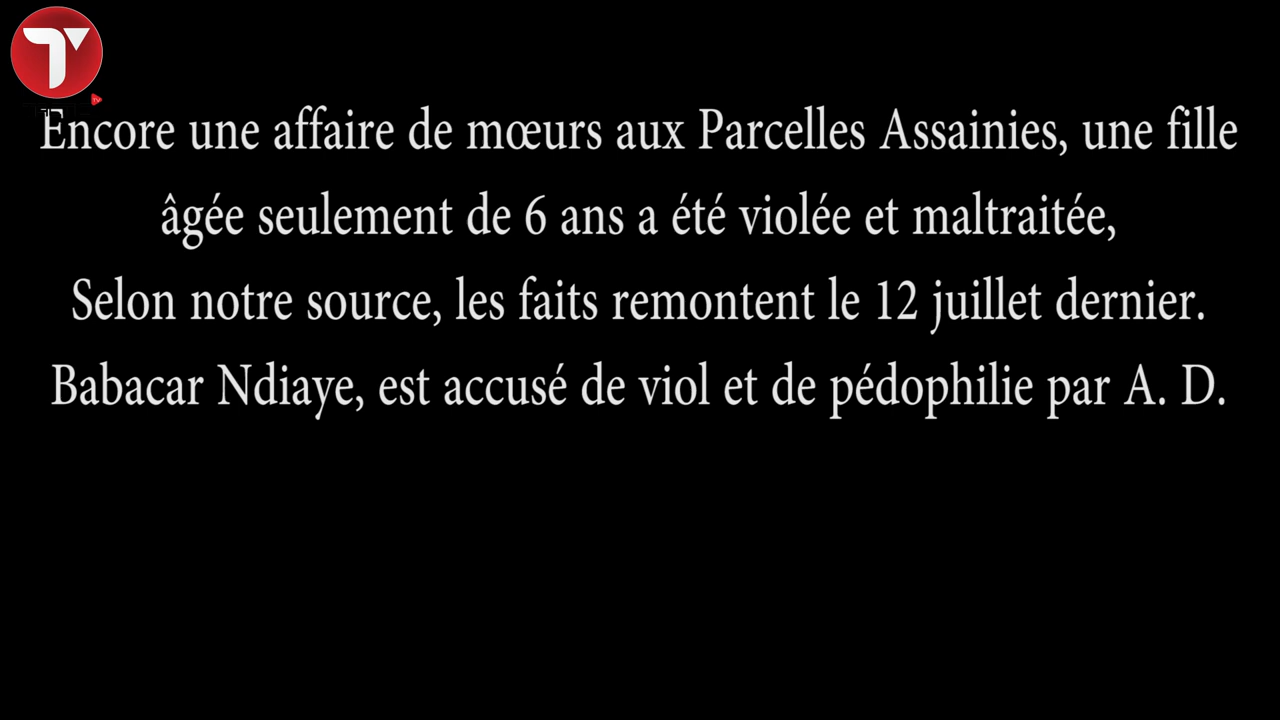 Encore une affaire de mœurs aux Parcelles Assainies, une fille
âgée seulement de 6 ans a été violée et maltraitée,
Selon notre source, les faits remontent le 12 juillet dernier.
Babacar Ndiaye, est accusé de viol et de pédophilie par A. D.